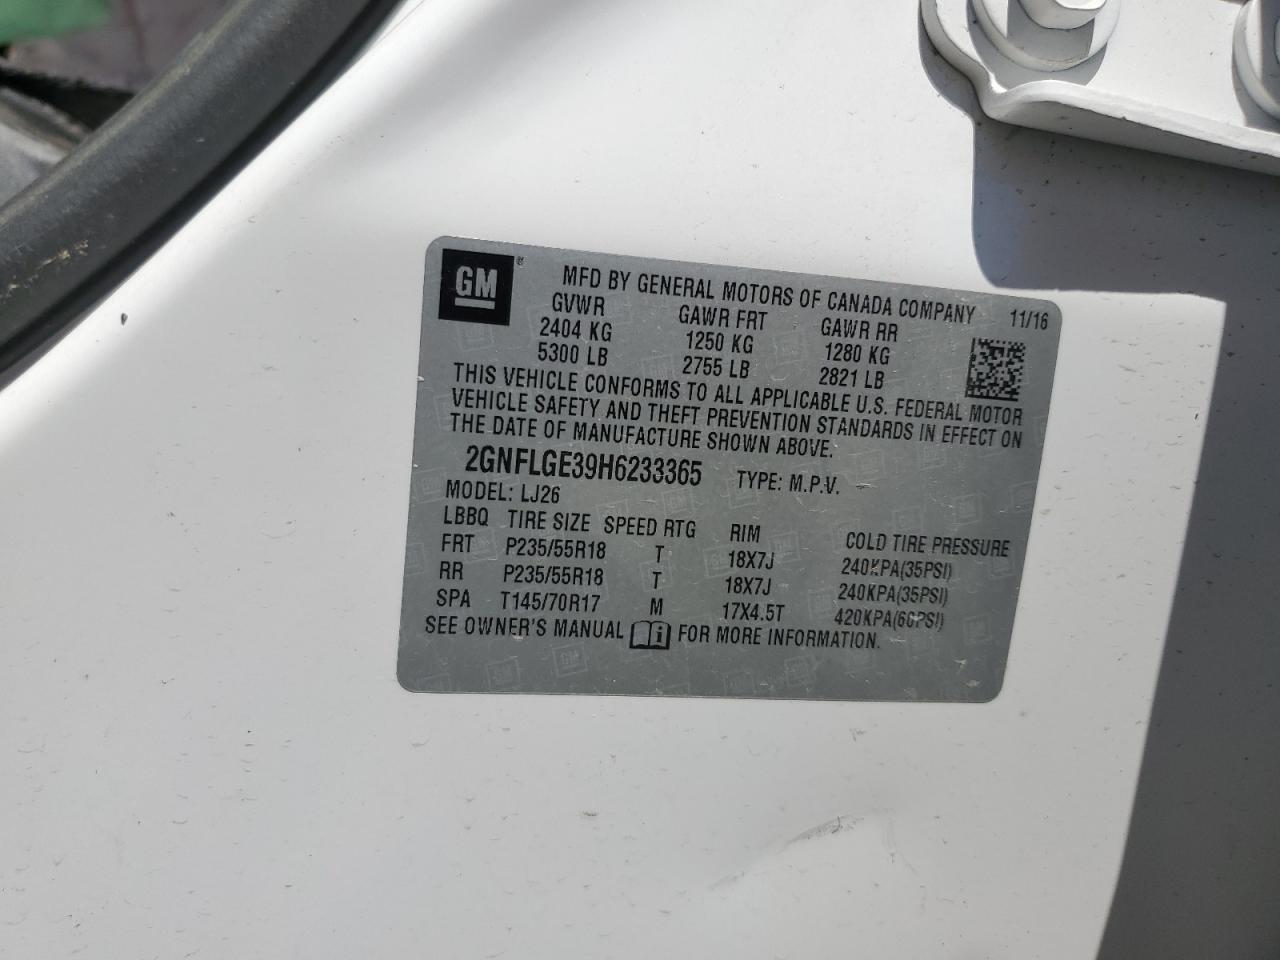 GM ® MFD BY GENERAL MOTORS OF CANADA COMPANY 11/16
GVWR GAWR FRT GAWR RR
2404 KG 1250 KG 1280 KG
5300 LB 2755 LB 2821 LB
THIS VEHICLE CONFORMS TO ALL APPLICABLE U.S. FEDERAL MOTOR
VEHICLE SAFETY AND THEFT PREVENTION STANDARDS IN EFFECT ON
THE DATE OF MANUFACTURE SHOWN ABOVE.
2GNFLGE39H6233365 TYPE: M.P.V.
MODEL: LJ26
LBBQ TIRE SIZE SPEED RTG RIM COLD TIRE PRESSURE
FRT P235/55R18 T 18X7J 240KPA(35PSI)
RR P235/55R18 T 18X7J 240KPA(35PSI)
SPA T145/70R17 M 17X4.5T 420KPA(60PSI)
SEE OWNER'S MANUAL FOR MORE INFORMATION.